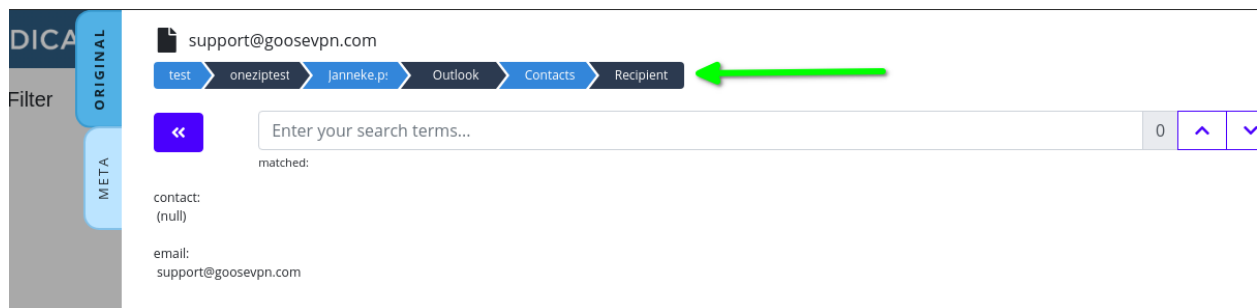 DICA
support@goosevpn.com
test oneziptest Janneke.p: Outlook Contacts Recipient
Filter
ORIGINAL
META
Enter your search terms... 0
matched:
contact:
(null)
email:
support@goosevpn.com